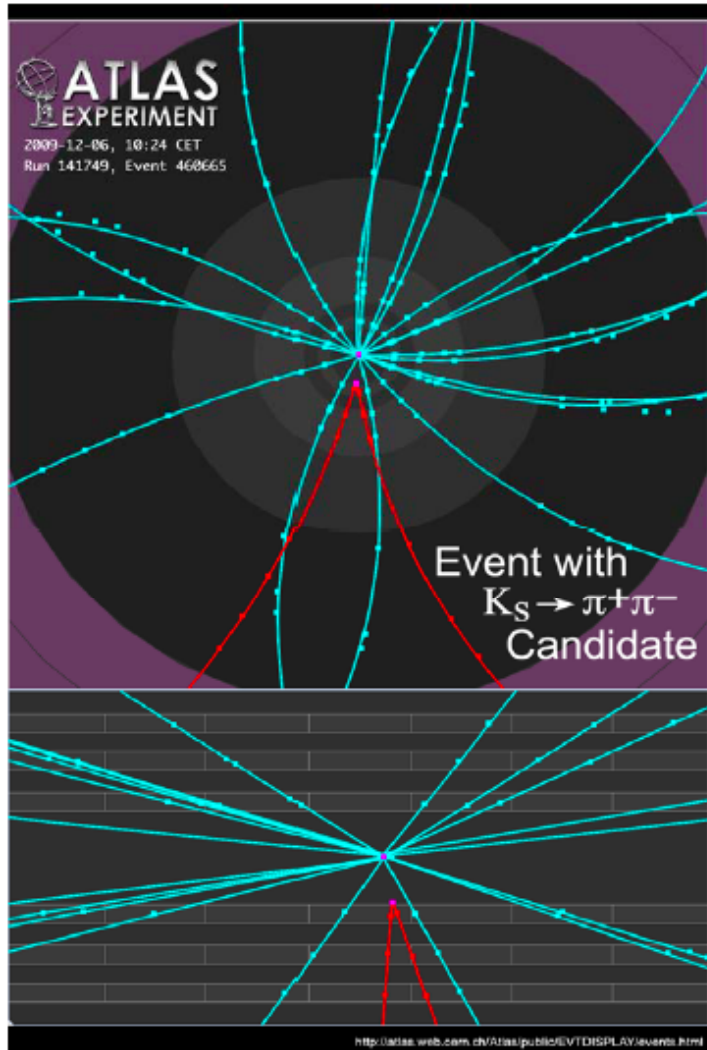 ATLAS
EXPERIMENT
2009-12-06, 10:24 CET
Run 141749, Event 460665
Event with
K_S → π+π−
Candidate
http://atlas.web.cern.ch/Atlas/public/EVTDISPLAY/events.html